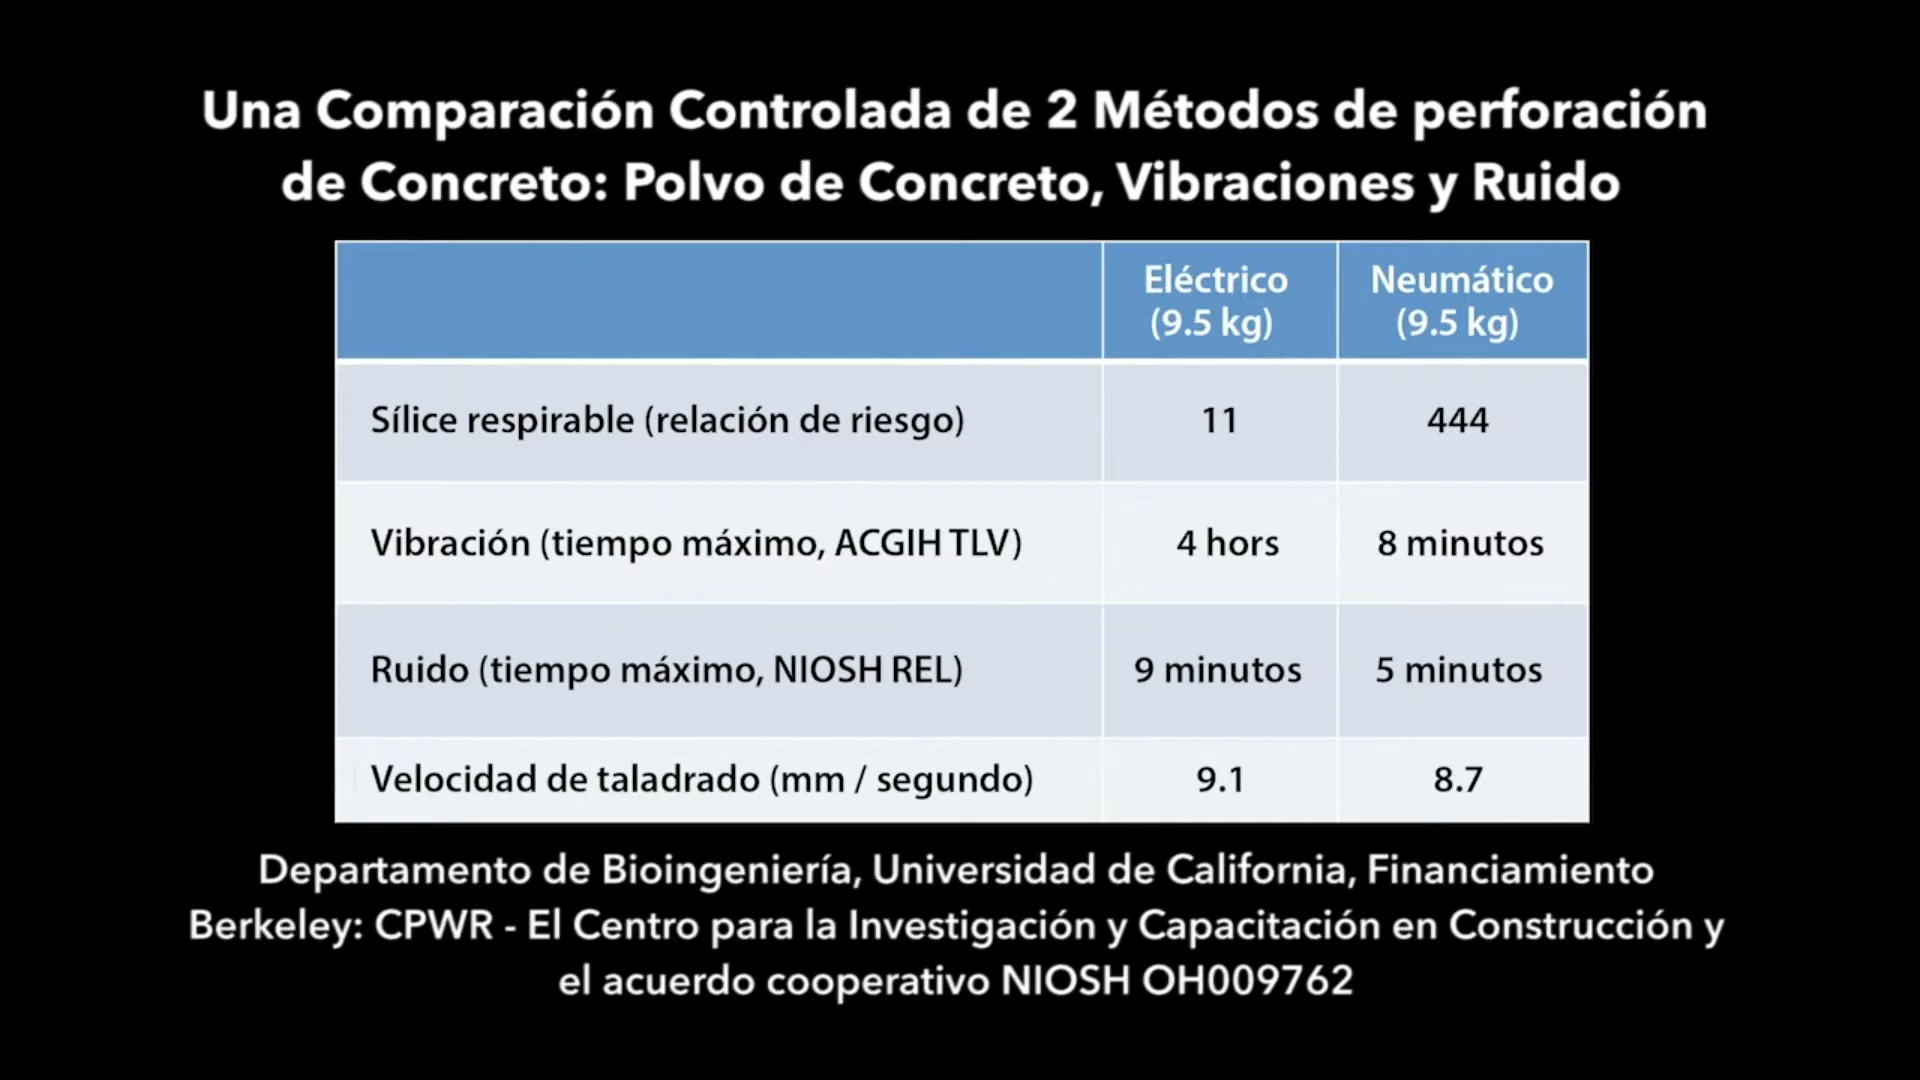 Una Comparación Controlada de 2 Métodos de perforación
de Concreto: Polvo de Concreto, Vibraciones y Ruido
Eléctrico Neumático
(9.5 kg) (9.5 kg)
Sílice respirable (relación de riesgo) 11 444
Vibración (tiempo máximo, ACGIH TLV) 4 hors 8 minutos
Ruido (tiempo máximo, NIOSH REL) 9 minutos 5 minutos
Velocidad de taladrado (mm / segundo) 9.1 8.7
Departamento de Bioingeniería, Universidad de California, Financiamiento
Berkeley: CPWR - El Centro para la Investigación y Capacitación en Construcción y
el acuerdo cooperativo NIOSH OH009762